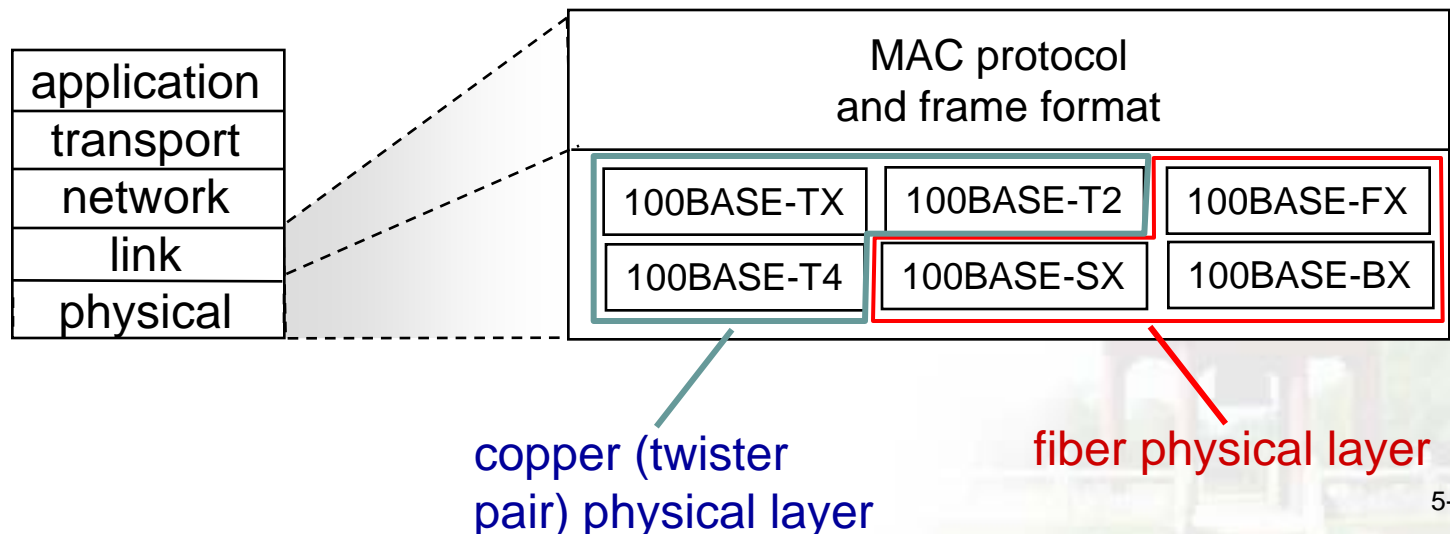 application
transport
network
link
physical
MAC protocol
and frame format
100BASE-TX
100BASE-T2
100BASE-FX
100BASE-T4
100BASE-SX
100BASE-BX
copper (twister
pair) physical layer
fiber physical layer
5-